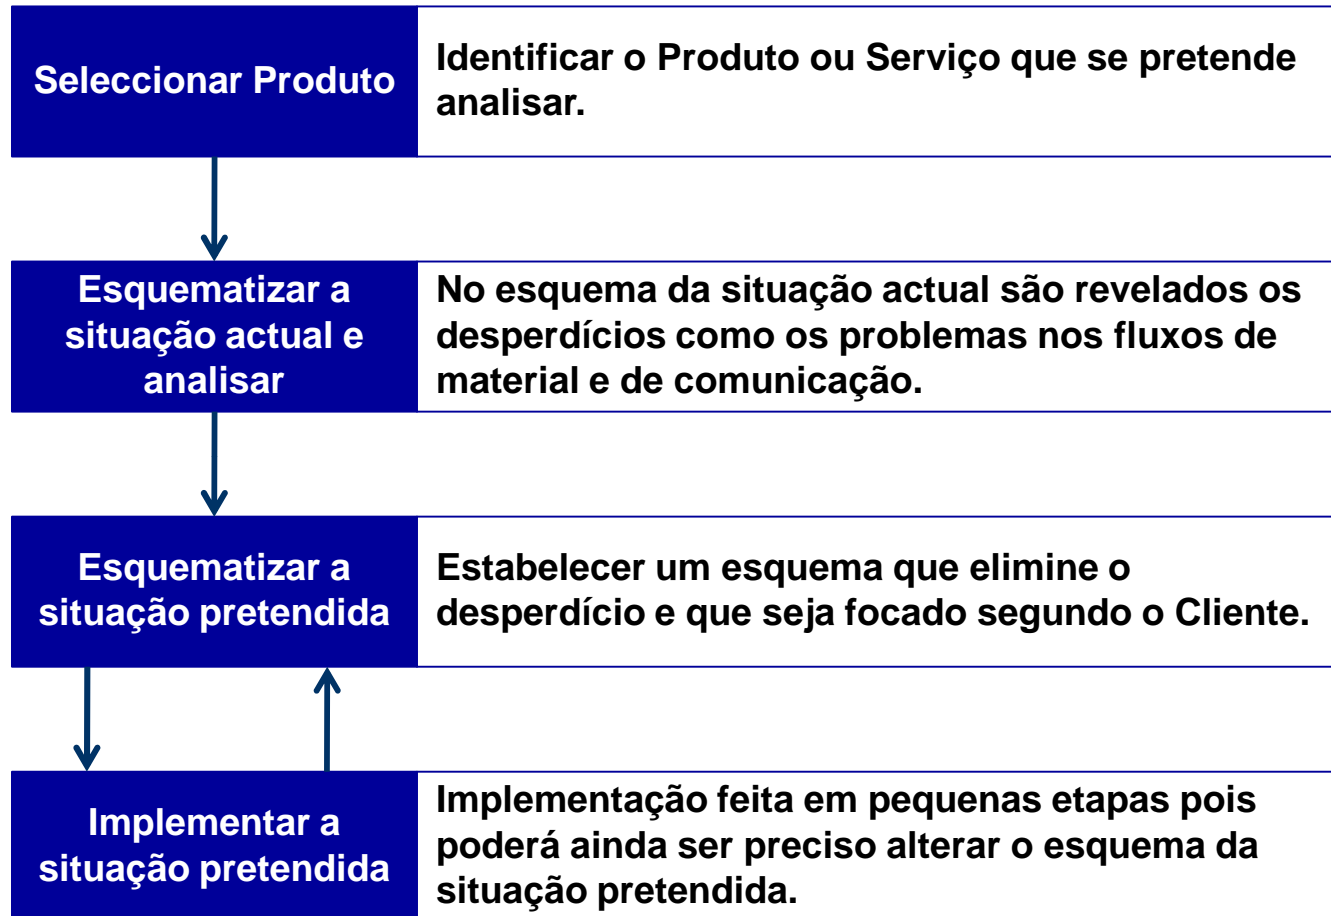 Seleccionar Produto
Identificar o Produto ou Serviço que se pretende
analisar.
Esquematizar a
situação actual e
analisar
No esquema da situação actual são revelados os
desperdícios como os problemas nos fluxos de
material e de comunicação.
Esquematizar a
situação pretendida
Estabelecer um esquema que elimine o
desperdício e que seja focado segundo o Cliente.
Implementar a
situação pretendida
Implementação feita em pequenas etapas pois
poderá ainda ser preciso alterar o esquema da
situação pretendida.